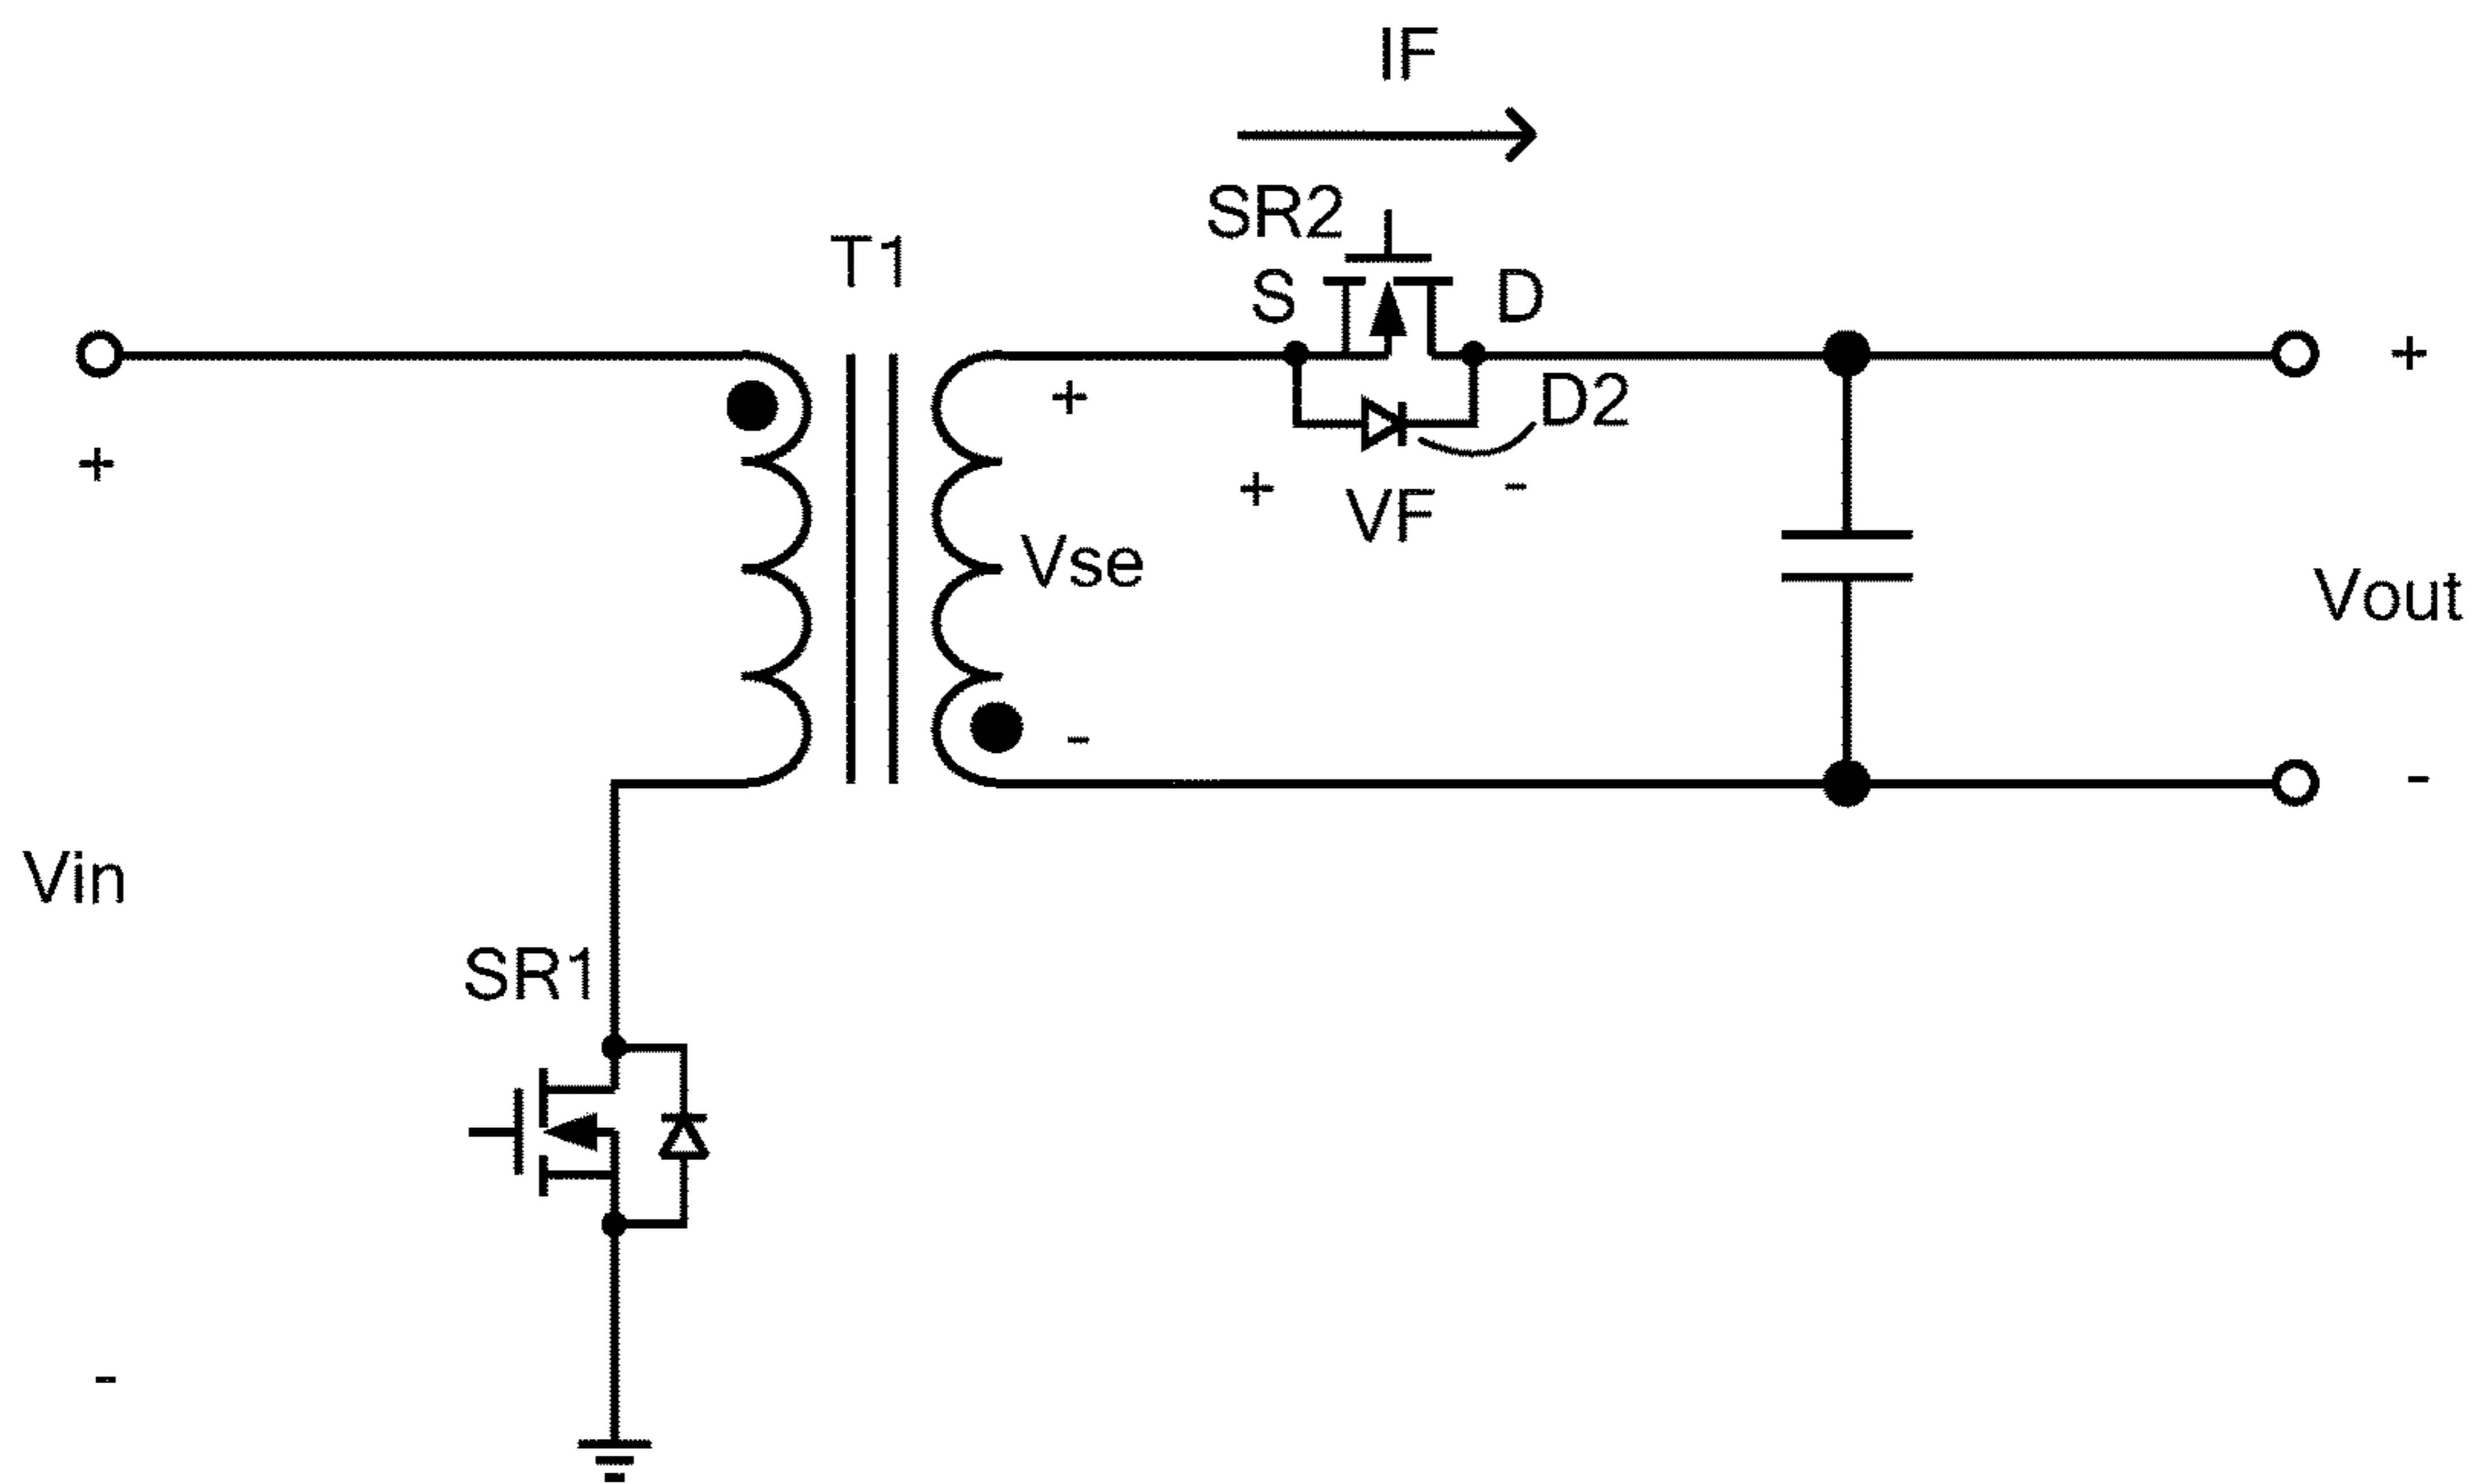 IF
SR2
T1
S
D
+
+
D2
+
+
-
VF
Vse
Vout
-
-
Vin
SR1
-